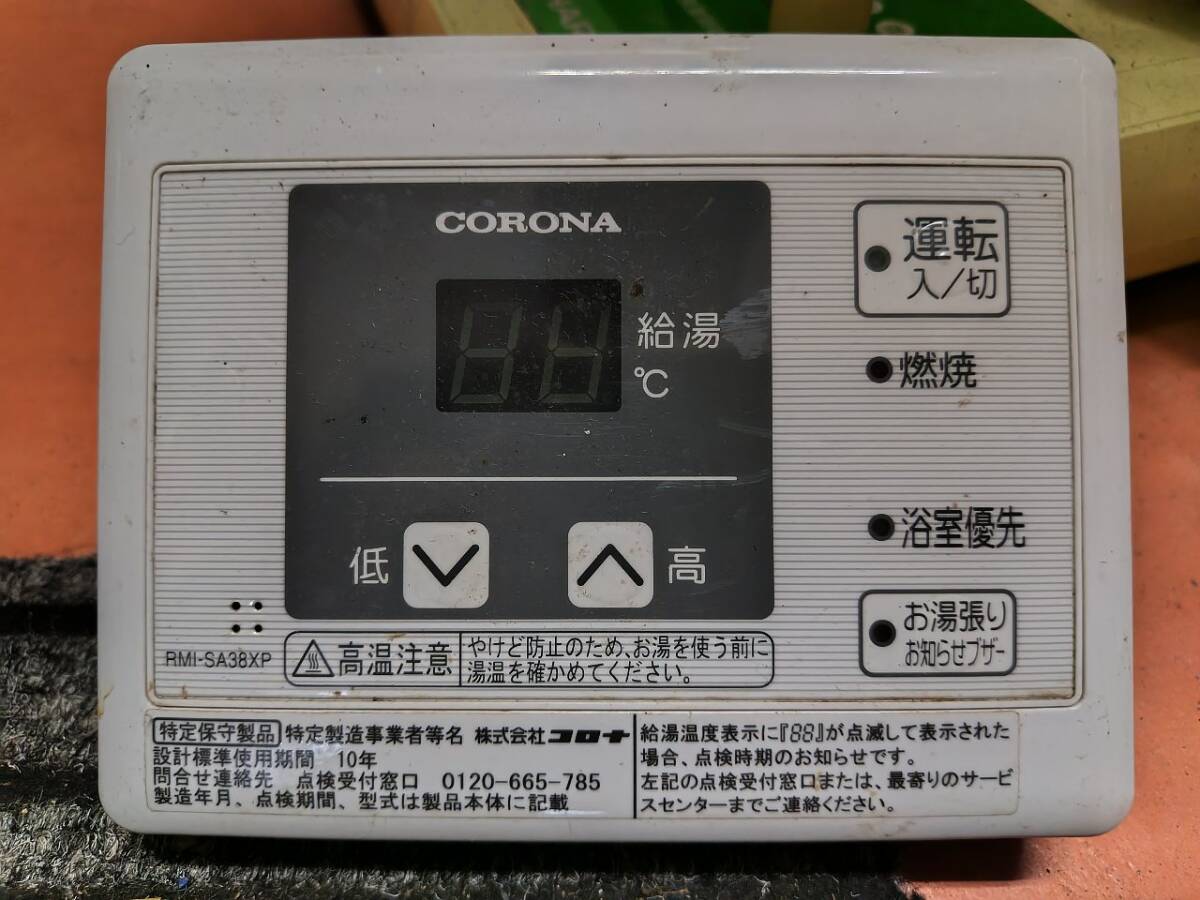 CORONA
運転
入/切
給湯
℃
燃焼
浴室優先
低
高
お湯張り
お知らせブザー
RMI-SA38XP
高温注意
やけど防止のため、お湯を使う前に
湯温を確かめてください。
特定保守製品 特定製造事業者等名 株式会社コロナ
設計標準使用期間 10年
問合せ連絡先 点検受付窓口 0120-665-785
製造年月、点検期間、型式は製品本体に記載
給湯温度表示に『88』が点滅して表示された
場合、点検時期のお知らせです。
左記の点検受付窓口または、最寄りのサービ
スセンターまでご連絡ください。